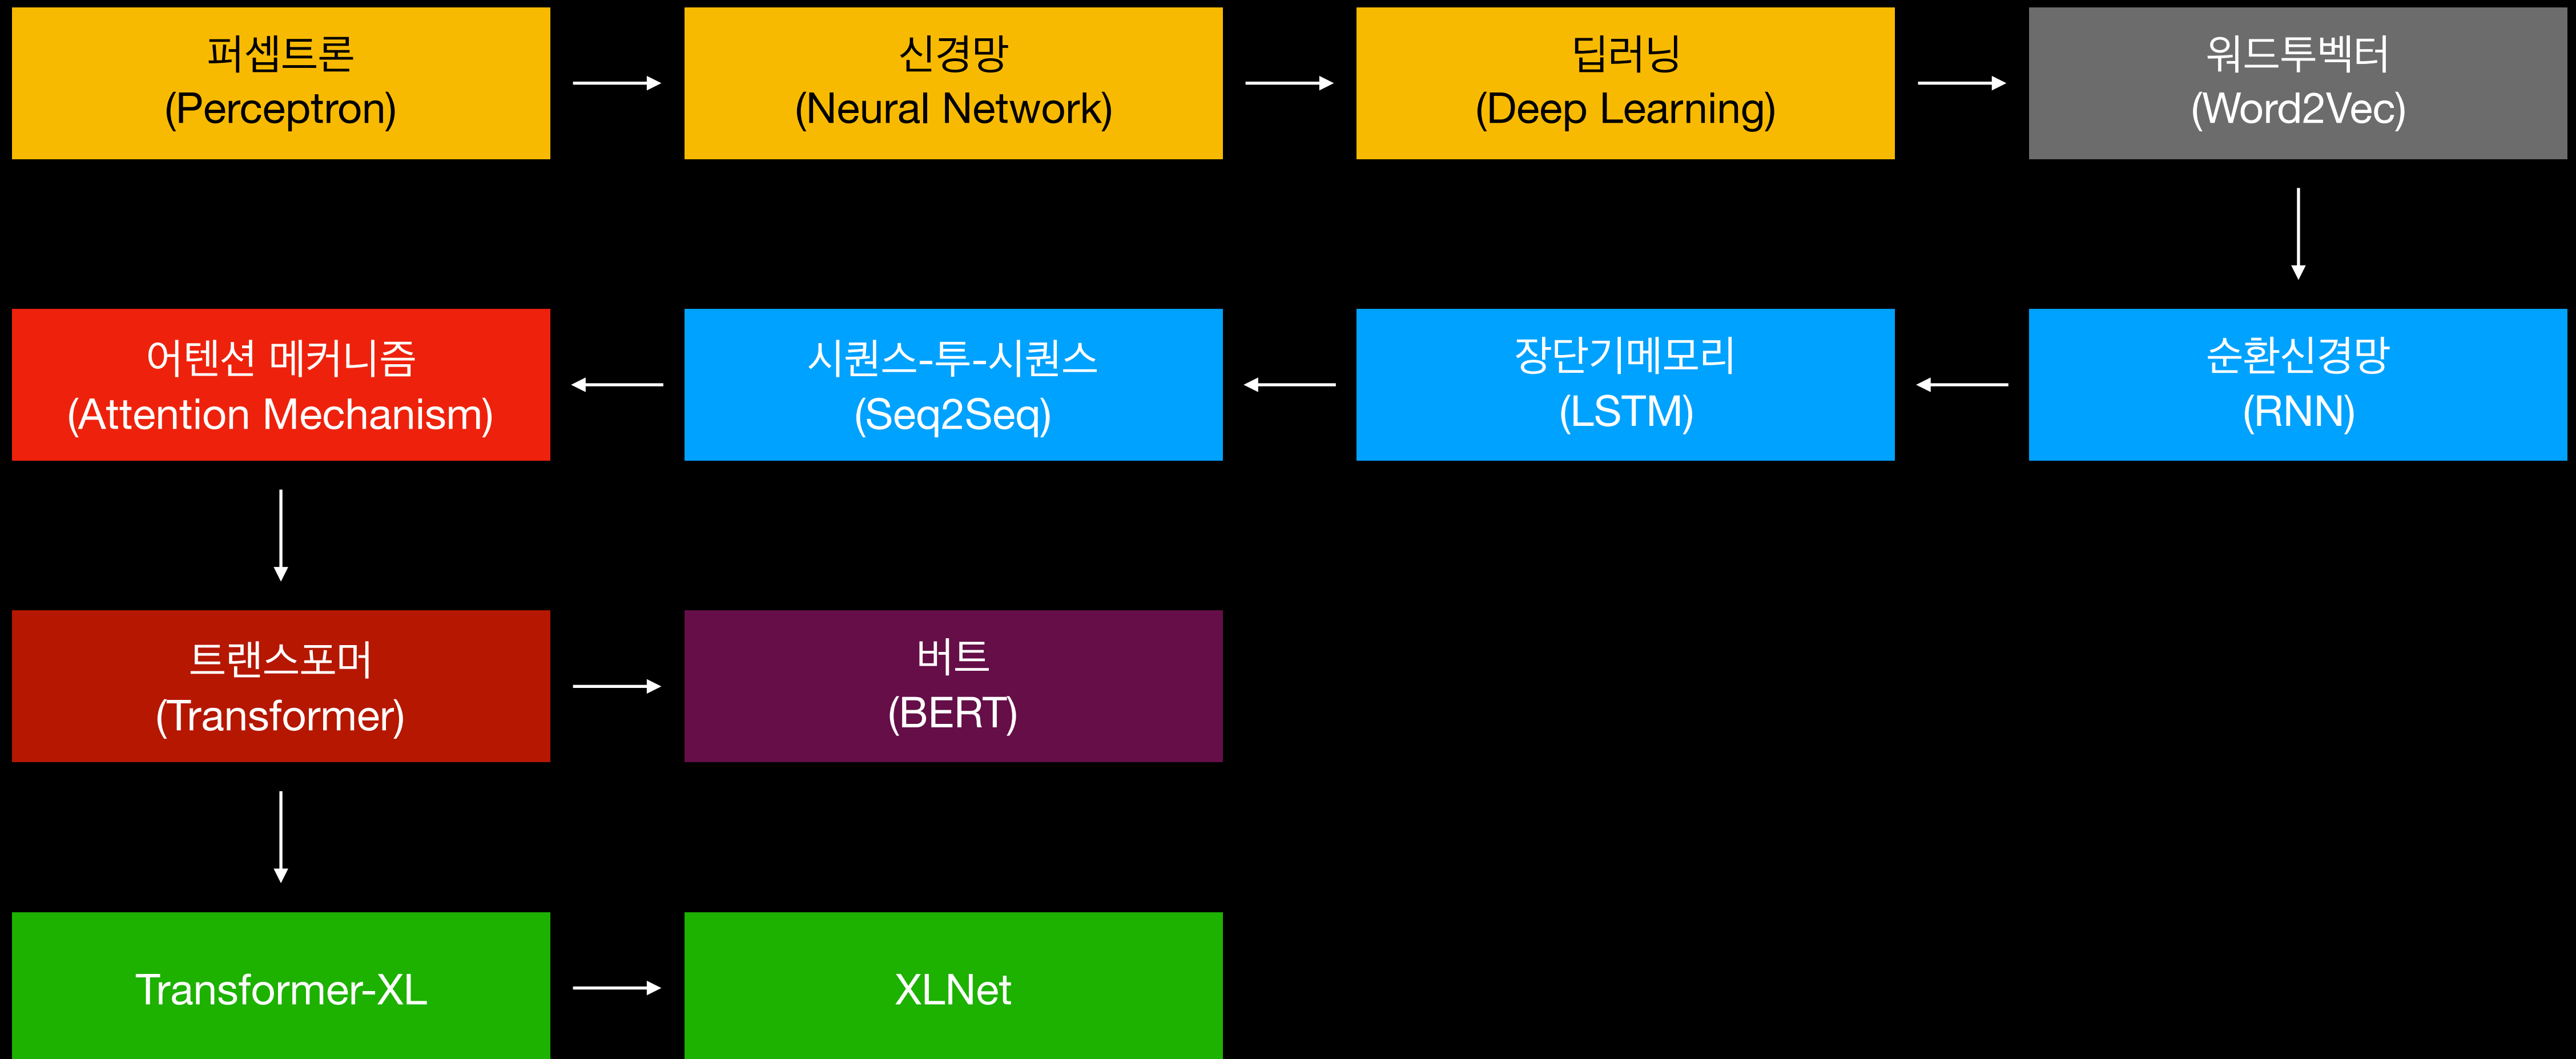 퍼셉트론
(Perceptron)
신경망
(Neural Network)
딥러닝
(Deep Learning)
워드투벡터
(Word2Vec)
어텐션 메커니즘
(Attention Mechanism)
시퀀스-투-시퀀스
(Seq2Seq)
장단기메모리
(LSTM)
순환신경망
(RNN)
트랜스포머
(Transformer)
버트
(BERT)
Transformer-XL
XLNet